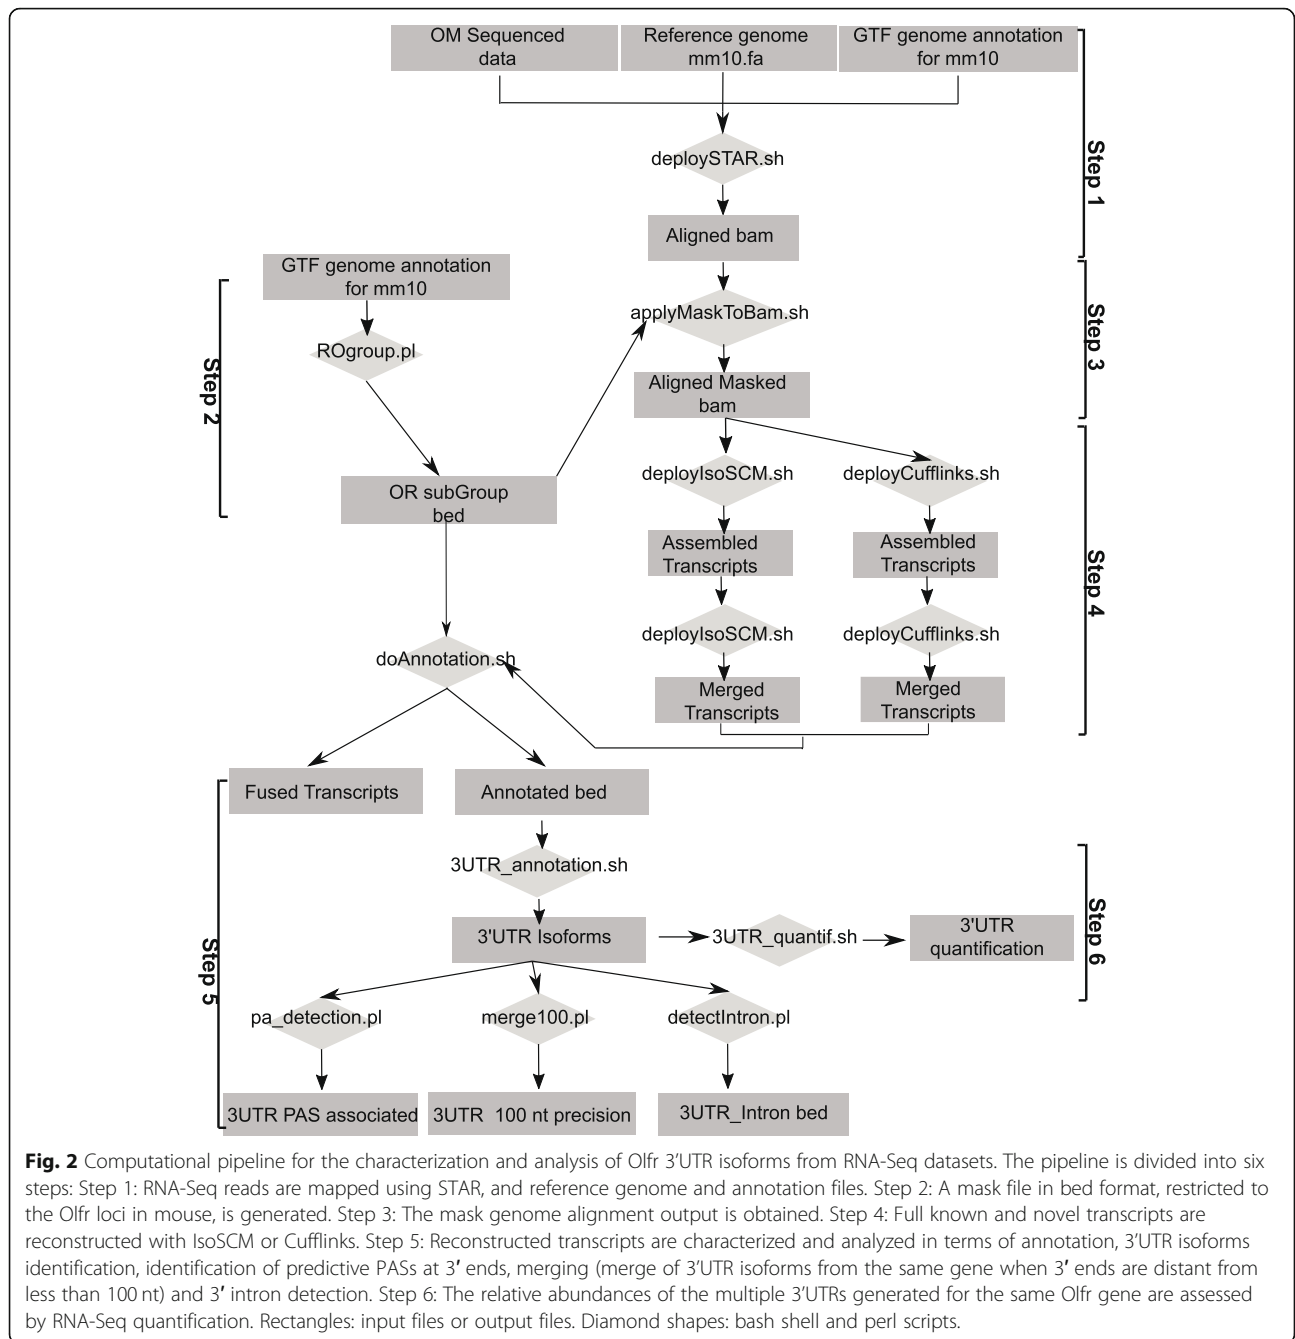 OM Sequenced
data
Reference genome
mm10.fa
GTF genome annotation
for mm10
deploySTAR.sh
Step 1
Aligned bam
GTF genome annotation
for mm10
applyMaskToBam.sh
Step 3
ROgroup.pl
Step 2
Aligned Masked
bam
OR subGroup
bed
deployIsoSCM.sh
deployCufflinks.sh
Assembled
Transcripts
Assembled
Transcripts
Step 4
deployIsoSCM.sh
deployCufflinks.sh
doAnnotation.sh
Merged
Transcripts
Merged
Transcripts
Fused Transcripts
Annotated bed
3UTR_annotation.sh
3'UTR Isoforms
3UTR_quantif.sh
3'UTR
quantification
Step 6
Step 5
pa_detection.pl
merge100.pl
detectIntron.pl
3UTR PAS associated
3UTR 100 nt precision
3UTR_Intron bed
Fig. 2 Computational pipeline for the characterization and analysis of Olfr 3’UTR isoforms from RNA-Seq datasets. The pipeline is divided into six
steps: Step 1: RNA-Seq reads are mapped using STAR, and reference genome and annotation files. Step 2: A mask file in bed format, restricted to
the Olfr loci in mouse, is generated. Step 3: The mask genome alignment output is obtained. Step 4: Full known and novel transcripts are
reconstructed with IsoSCM or Cufflinks. Step 5: Reconstructed transcripts are characterized and analyzed in terms of annotation, 3’UTR isoforms
identification, identification of predictive PASs at 3′ ends, merging (merge of 3’UTR isoforms from the same gene when 3′ ends are distant from
less than 100 nt) and 3′ intron detection. Step 6: The relative abundances of the multiple 3’UTRs generated for the same Olfr gene are assessed
by RNA-Seq quantification. Rectangles: input files or output files. Diamond shapes: bash shell and perl scripts.